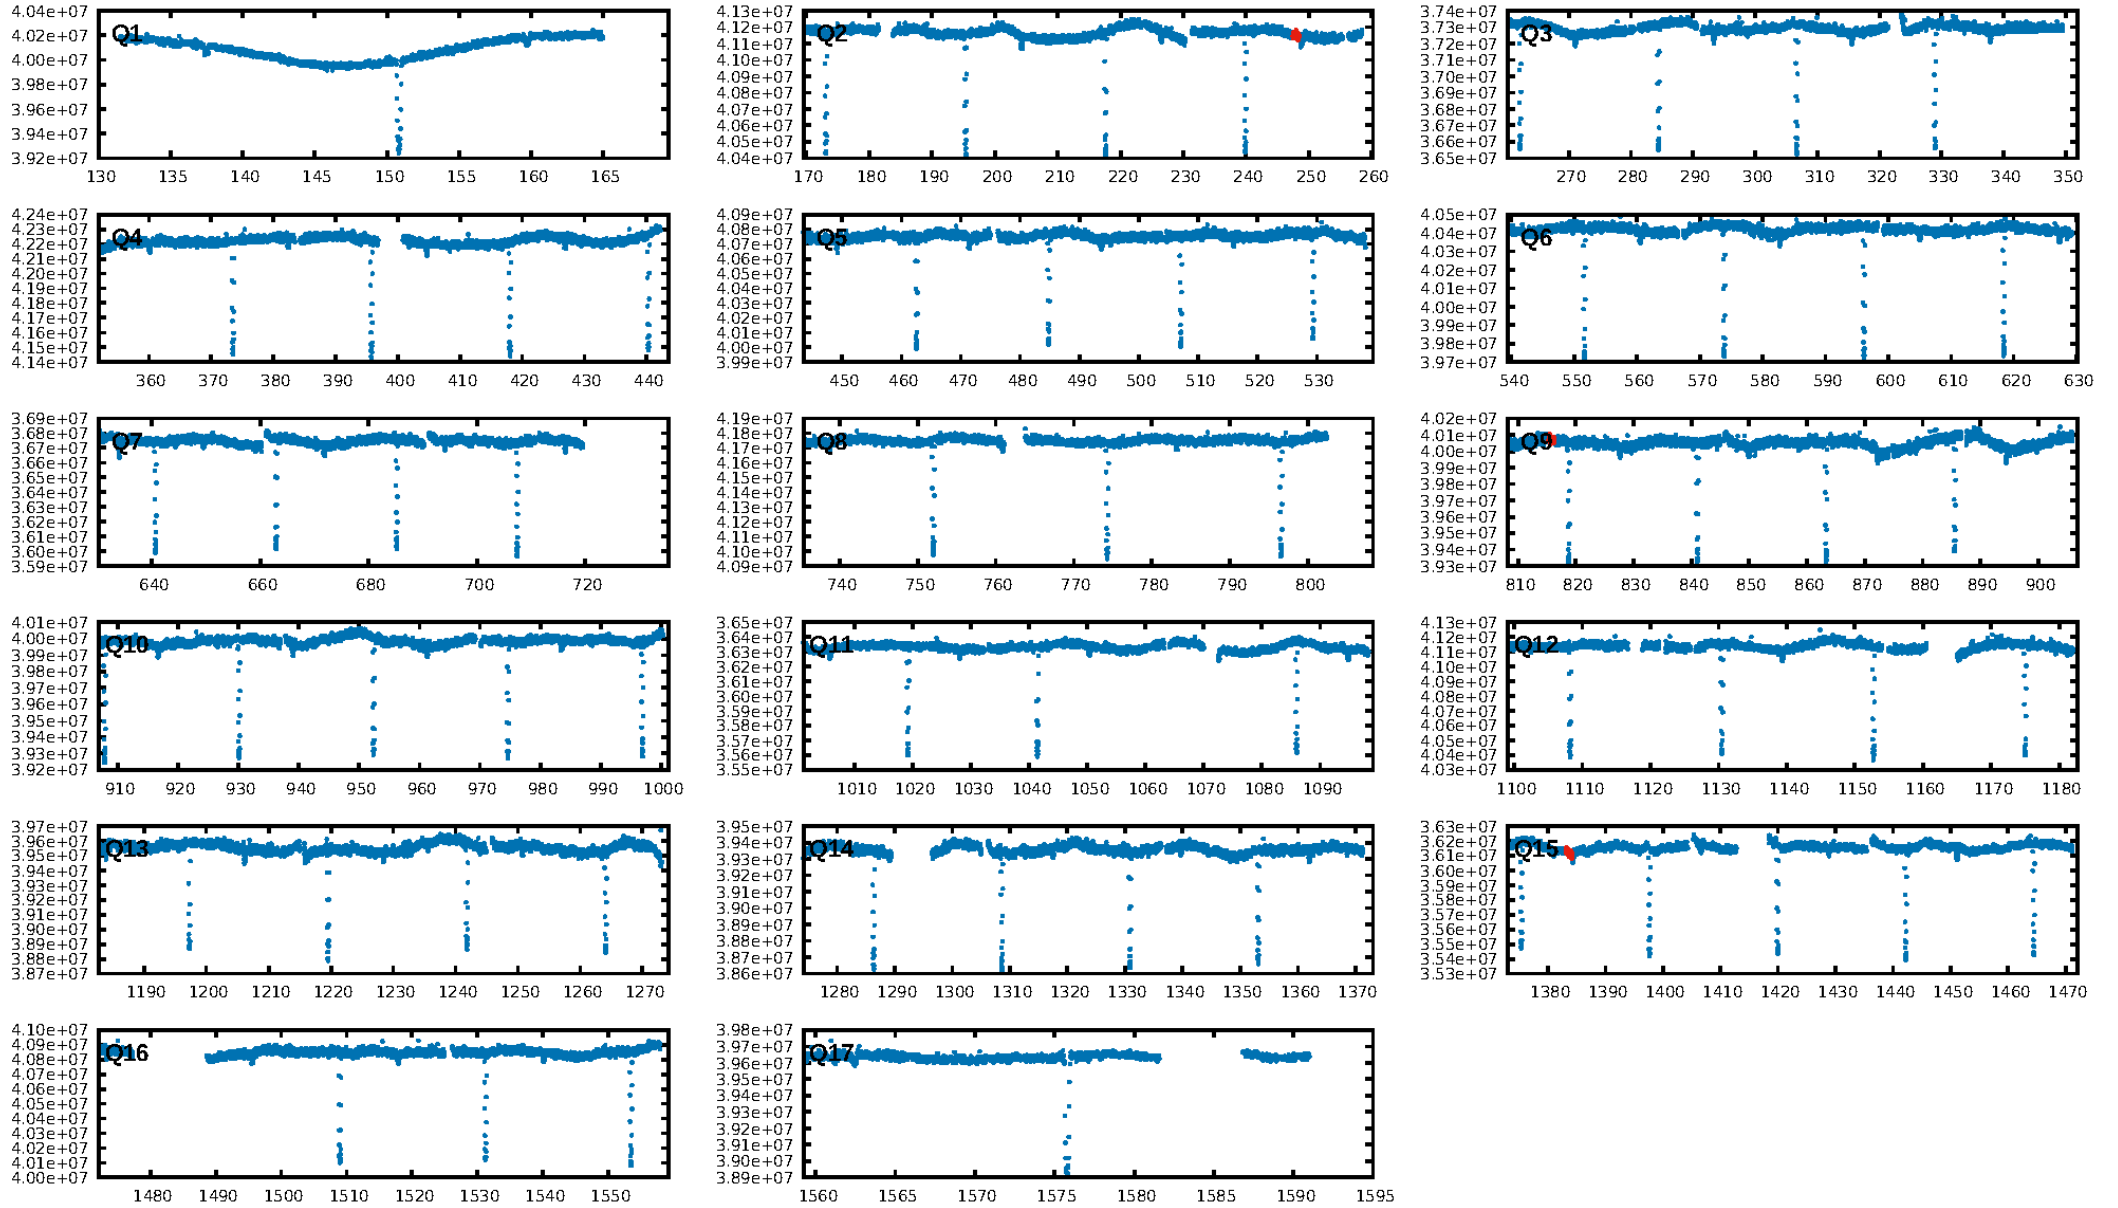 4.04e+07
4.02e+07
4.00e+07
3.98e+07
3.96e+07
3.94e+07
3.92e+07
Q1
130 135 140 145 150 155 160 165
4.13e+07
4.12e+07
4.11e+07
4.10e+07
4.09e+07
4.08e+07
4.07e+07
4.06e+07
4.05e+07
4.04e+07
Q2
170 180 190 200 210 220 230 240 250 260
3.74e+07
3.73e+07
3.72e+07
3.71e+07
3.70e+07
3.69e+07
3.68e+07
3.67e+07
3.66e+07
3.65e+07
Q3
270 280 290 300 310 320 330 340 350
4.24e+07
4.23e+07
4.22e+07
4.21e+07
4.20e+07
4.19e+07
4.18e+07
4.17e+07
4.16e+07
4.15e+07
4.14e+07
Q4
360 370 380 390 400 410 420 430 440
4.09e+07
4.08e+07
4.07e+07
4.06e+07
4.05e+07
4.04e+07
4.03e+07
4.02e+07
4.01e+07
4.00e+07
3.99e+07
Q5
450 460 470 480 490 500 510 520 530
4.05e+07
4.04e+07
4.03e+07
4.02e+07
4.01e+07
4.00e+07
3.99e+07
3.98e+07
3.97e+07
Q6
540 550 560 570 580 590 600 610 620 630
3.69e+07
3.68e+07
3.67e+07
3.66e+07
3.65e+07
3.64e+07
3.63e+07
3.62e+07
3.61e+07
3.60e+07
3.59e+07
Q7
640 660 680 700 720
4.19e+07
4.18e+07
4.17e+07
4.16e+07
4.15e+07
4.14e+07
4.13e+07
4.12e+07
4.11e+07
4.10e+07
4.09e+07
Q8
740 750 760 770 780 790 800
4.02e+07
4.01e+07
4.00e+07
3.99e+07
3.98e+07
3.97e+07
3.96e+07
3.95e+07
3.94e+07
3.93e+07
Q9
810 820 830 840 850 860 870 880 890 900
4.01e+07
4.00e+07
3.99e+07
3.98e+07
3.97e+07
3.96e+07
3.95e+07
3.94e+07
3.93e+07
3.92e+07
Q10
910 920 930 940 950 960 970 980 990 1000
3.65e+07
3.64e+07
3.63e+07
3.62e+07
3.61e+07
3.60e+07
3.59e+07
3.58e+07
3.57e+07
3.56e+07
3.55e+07
Q11
1010 1020 1030 1040 1050 1060 1070 1080 1090
4.13e+07
4.12e+07
4.11e+07
4.10e+07
4.09e+07
4.08e+07
4.07e+07
4.06e+07
4.05e+07
4.04e+07
4.03e+07
Q12
1100 1110 1120 1130 1140 1150 1160 1170 1180
3.97e+07
3.96e+07
3.95e+07
3.94e+07
3.93e+07
3.92e+07
3.91e+07
3.90e+07
3.89e+07
3.88e+07
3.87e+07
Q13
1190 1200 1210 1220 1230 1240 1250 1260 1270
3.95e+07
3.94e+07
3.93e+07
3.92e+07
3.91e+07
3.90e+07
3.89e+07
3.88e+07
3.87e+07
3.86e+07
Q14
1280 1290 1300 1310 1320 1330 1340 1350 1360 1370
3.63e+07
3.62e+07
3.61e+07
3.60e+07
3.59e+07
3.58e+07
3.57e+07
3.56e+07
3.55e+07
3.54e+07
3.53e+07
Q15
1380 1390 1400 1410 1420 1430 1440 1450 1460 1470
4.10e+07
4.09e+07
4.08e+07
4.07e+07
4.06e+07
4.05e+07
4.04e+07
4.03e+07
4.02e+07
4.01e+07
4.00e+07
Q16
1480 1490 1500 1510 1520 1530 1540 1550
3.98e+07
3.97e+07
3.96e+07
3.95e+07
3.94e+07
3.93e+07
3.92e+07
3.91e+07
3.90e+07
3.89e+07
Q17
1560 1565 1570 1575 1580 1585 1590 1595